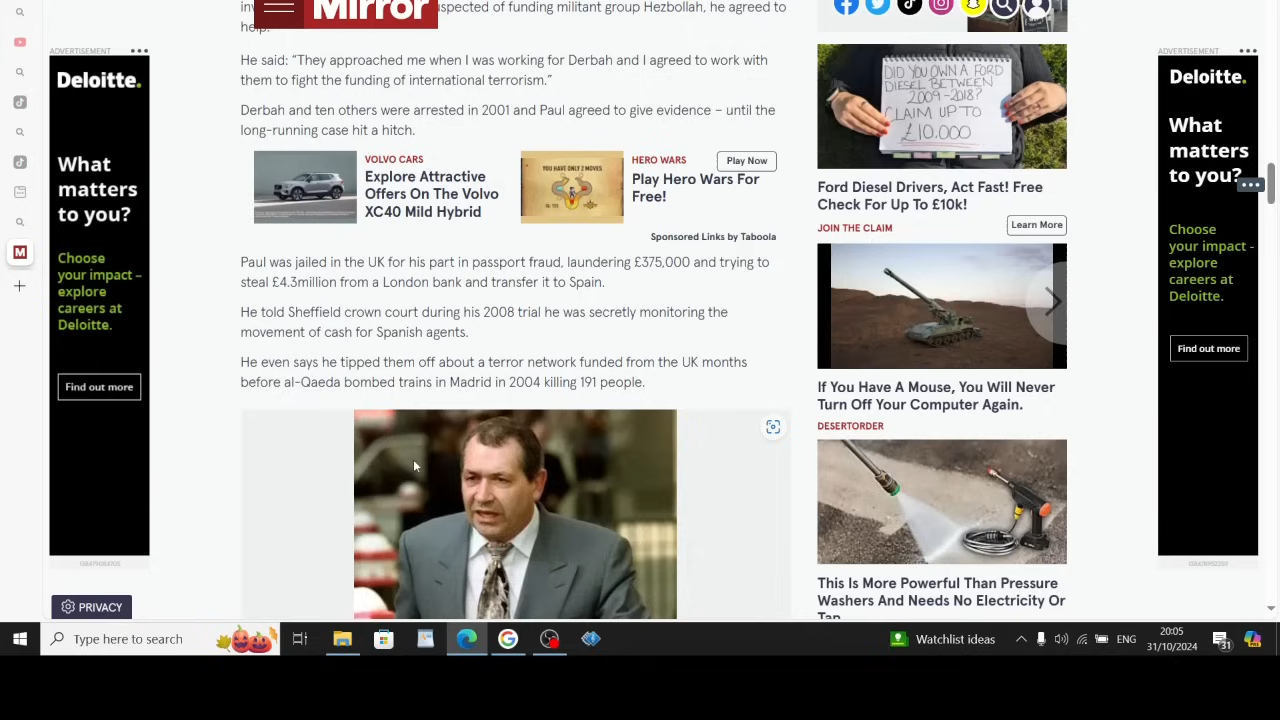 inv
spected of funding militant group Hezbollah, he agreed to
help.
Mirror
He said: “They approached me when I was working for Derbah and I agreed to work with
them to fight the funding of international terrorism.”
Derbah and ten others were arrested in 2001 and Paul agreed to give evidence – until the
long-running case hit a hitch.
VOLVO CARS
Explore Attractive
Offers On The Volvo
XC40 Mild Hybrid
YOU HAVE ONLY 2 MOVES
HERO WARS
Play Now
Play Hero Wars For
Free!
Sponsored Links by Taboola
Paul was jailed in the UK for his part in passport fraud, laundering £375,000 and trying to
steal £4.3million from a London bank and transfer it to Spain.
He told Sheffield crown court during his 2008 trial he was secretly monitoring the
movement of cash for Spanish agents.
He even says he tipped them off about a terror network funded from the UK months
before al-Qaeda bombed trains in Madrid in 2004 killing 191 people.
ADVERTISEMENT
Deloitte.
What
matters
to you?
Choose
your impact –
explore
careers at
Deloitte.
Find out more
PRIVACY
DID YOU OWN A FORD
DIESEL BETWEEN
2009-2018?
CLAIM UP TO
£10.000
Ford Diesel Drivers, Act Fast! Free
Check For Up To £10k!
JOIN THE CLAIM
Learn More
If You Have A Mouse, You Will Never
Turn Off Your Computer Again.
DESERTORDER
This Is More Powerful Than Pressure
Washers And Needs No Electricity Or
Tap
ADVERTISEMENT
Deloitte.
What
matters
to you?
Choose
your impact -
explore
careers at
Deloitte.
Find out more
Type here to search
Watchlist ideas
ENG
20:05
31/10/2024
31